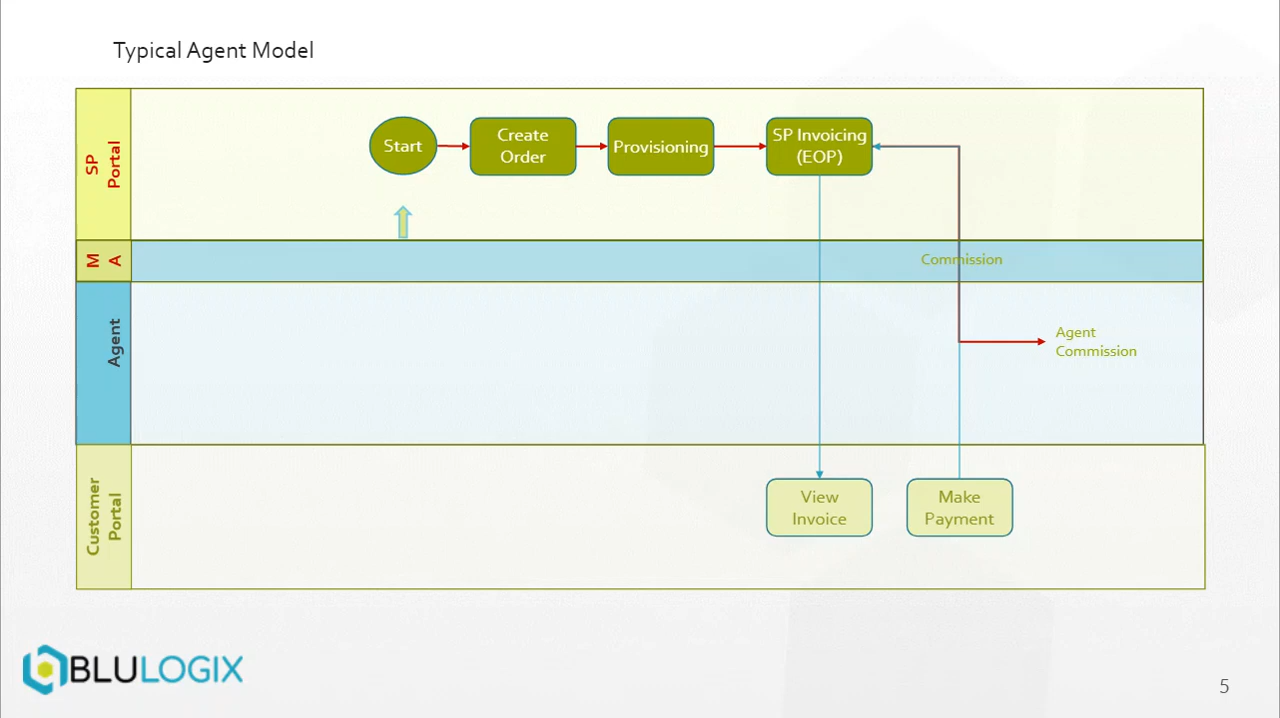 Typical Agent Model
SP
Portal
Start
Create
Order
Provisioning
SP Invoicing
(EOP)
M
A
Commission
Agent
Agent
Commission
Customer
Portal
View
Invoice
Make
Payment
BLULOGIX
5